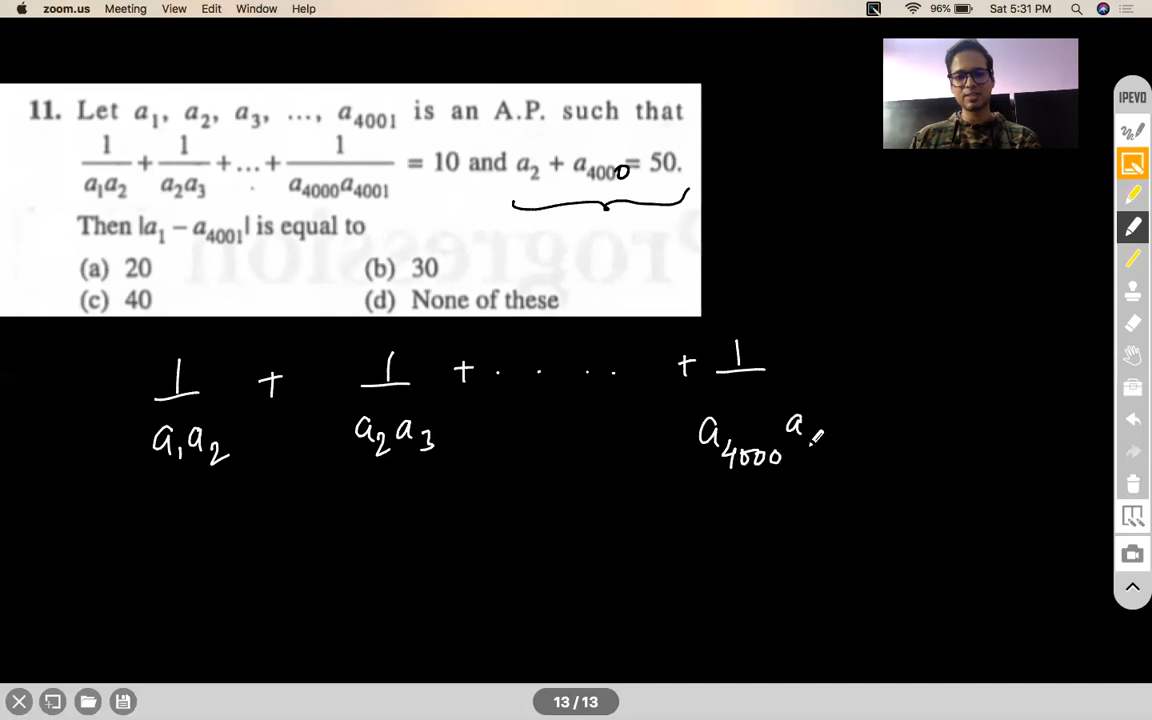 zoom.us Meeting View Edit Window Help 96% Sat 5:31 PM
IPEVO
11. Let a₁, a₂, a₃, ..., a₄₀₀₁ is an A.P. such that
1/(a₁a₂) + 1/(a₂a₃) + ... + 1/(a₄₀₀₀a₄₀₀₁) = 10 and a₂ + a₄₀₀₀ = 50.
Then |a₁ − a₄₀₀₁| is equal to
(a) 20 (b) 30
(c) 40 (d) None of these
1/(a₁a₂) + 1/(a₂a₃) + . . . . + 1/(a₄₀₀₀ a
13 / 13